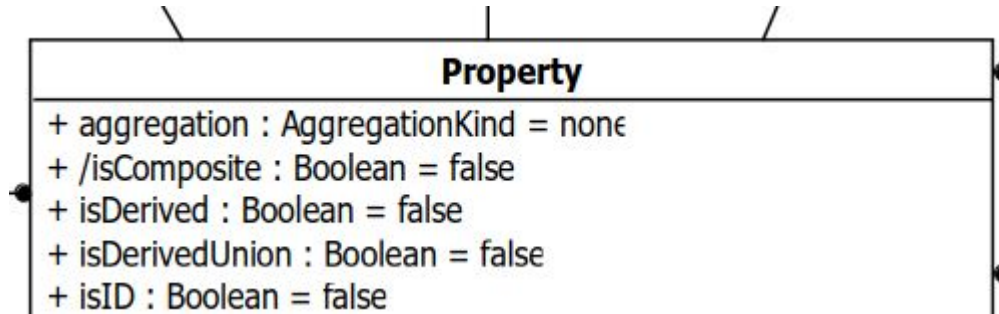 Property
+ aggregation : AggregationKind = none
+ /isComposite : Boolean = false
+ isDerived : Boolean = false
+ isDerivedUnion : Boolean = false
+ isID : Boolean = false